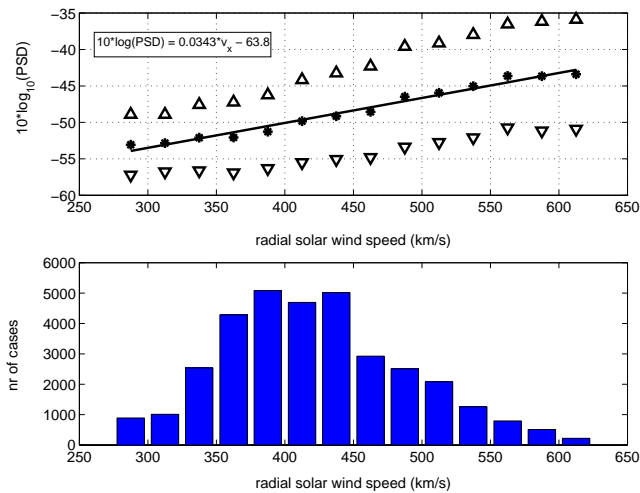 −35
10*log(PSD) = 0.0343*v_x − 63.8
−40
−45
−50
−55
−60
10*log_10(PSD)
250 300 350 400 450 500 550 600 650
radial solar wind speed (km/s)
6000
5000
4000
3000
2000
1000
0
nr of cases
250 300 350 400 450 500 550 600 650
radial solar wind speed (km/s)